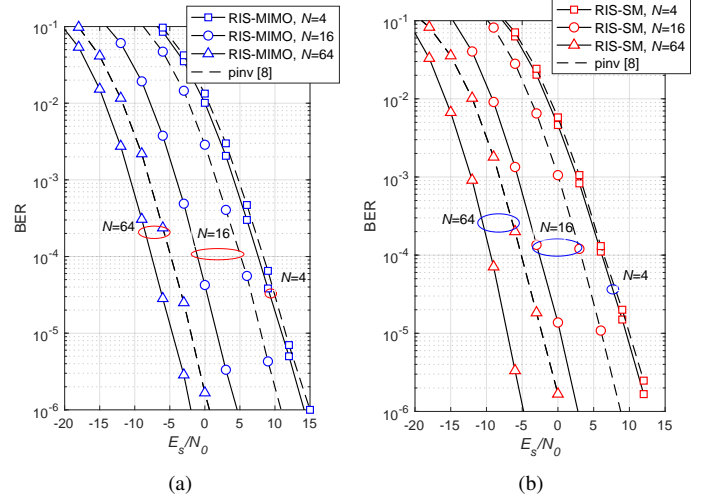 RIS-MIMO, N=4
RIS-MIMO, N=16
RIS-MIMO, N=64
pinv [8]
10^-1
10^-2
10^-3
10^-4
10^-5
10^-6
BER
N=64
N=16
N=4
-20 -15 -10 -5 0 5 10 15
E_s/N_0
(a)
RIS-SM, N=4
RIS-SM, N=16
RIS-SM, N=64
pinv [8]
10^-1
10^-2
10^-3
10^-4
10^-5
10^-6
BER
N=64
N=16
N=4
-20 -15 -10 -5 0 5 10 15
E_s/N_0
(b)